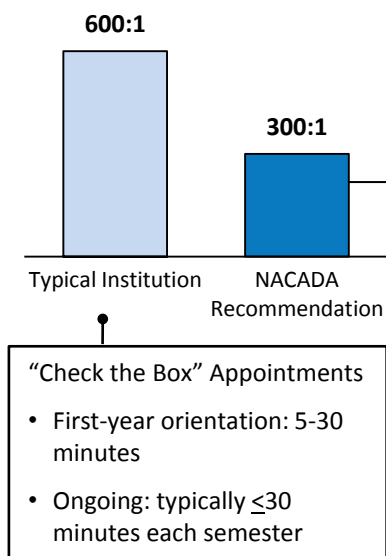 600:1
300:1
Typical Institution
NACADA
Recommendation
“Check the Box” Appointments
• First-year orientation: 5-30
minutes
• Ongoing: typically <30
minutes each semester